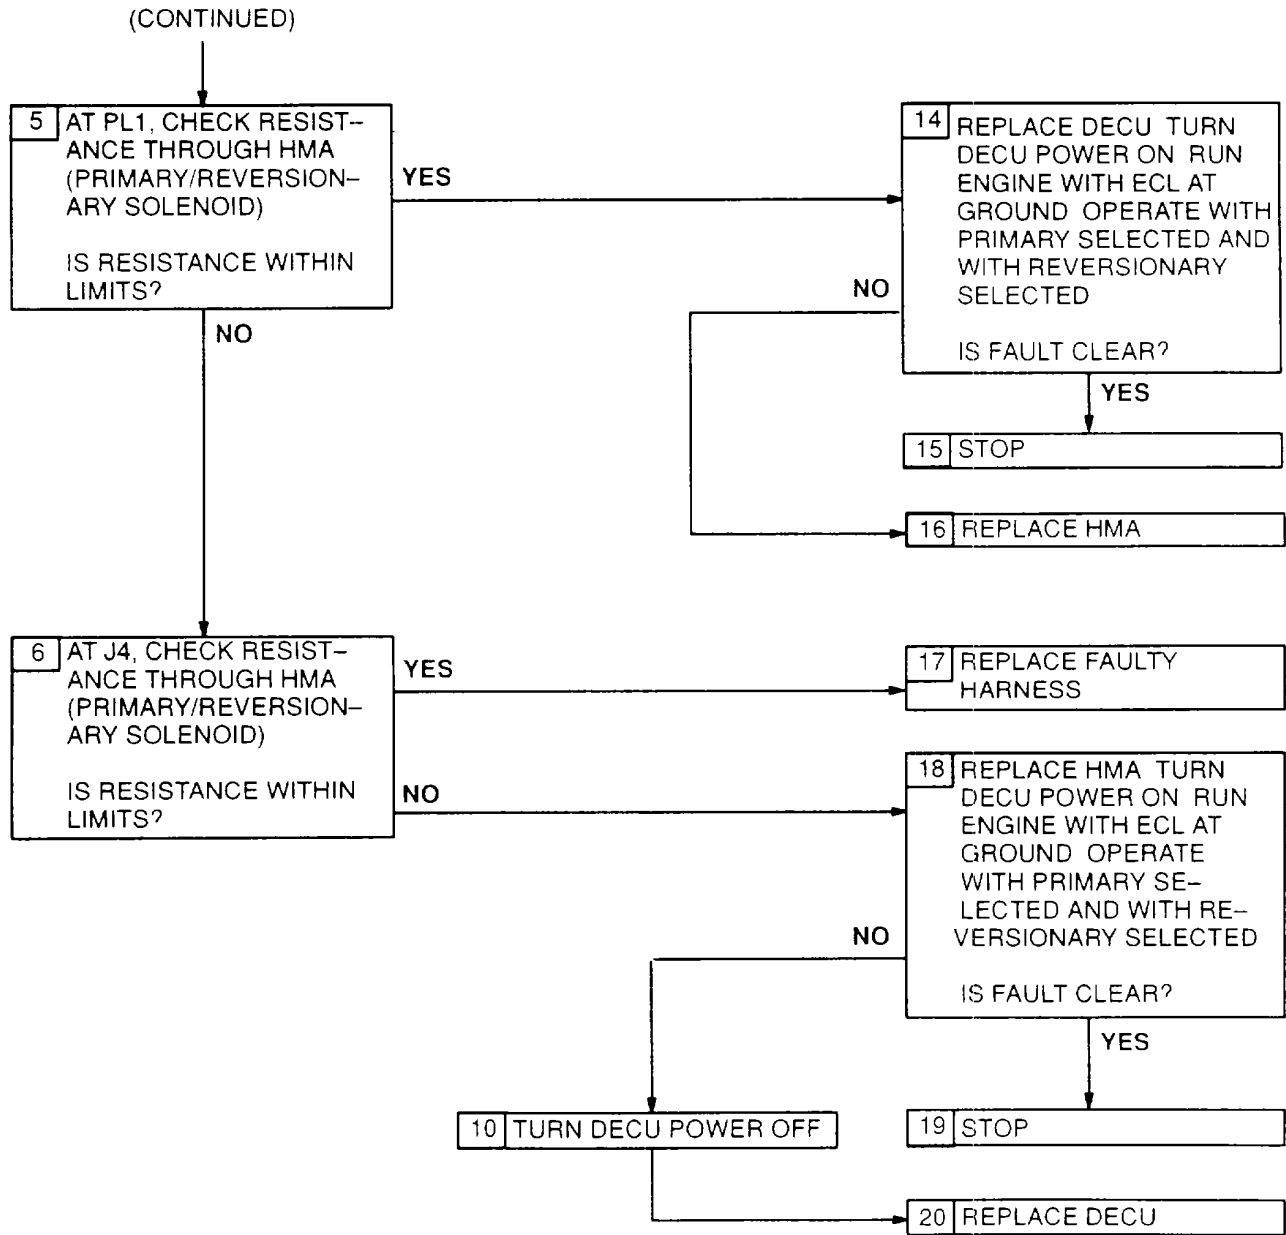 (CONTINUED)
5
AT PL1, CHECK RESIST-
ANCE THROUGH HMA
(PRIMARY/REVERSION-
ARY SOLENOID)
IS RESISTANCE WITHIN
LIMITS?
YES
NO
14
REPLACE DECU TURN
DECU POWER ON RUN
ENGINE WITH ECL AT
GROUND OPERATE WITH
PRIMARY SELECTED AND
WITH REVERSIONARY
SELECTED
IS FAULT CLEAR?
NO
YES
15 STOP
16 REPLACE HMA
6
AT J4, CHECK RESIST-
ANCE THROUGH HMA
(PRIMARY/REVERSION-
ARY SOLENOID)
IS RESISTANCE WITHIN
LIMITS?
YES
NO
17 REPLACE FAULTY
HARNESS
18
REPLACE HMA TURN
DECU POWER ON RUN
ENGINE WITH ECL AT
GROUND OPERATE
WITH PRIMARY SE-
LECTED AND WITH RE-
VERSIONARY SELECTED
IS FAULT CLEAR?
NO
YES
10 TURN DECU POWER OFF
19 STOP
20 REPLACE DECU